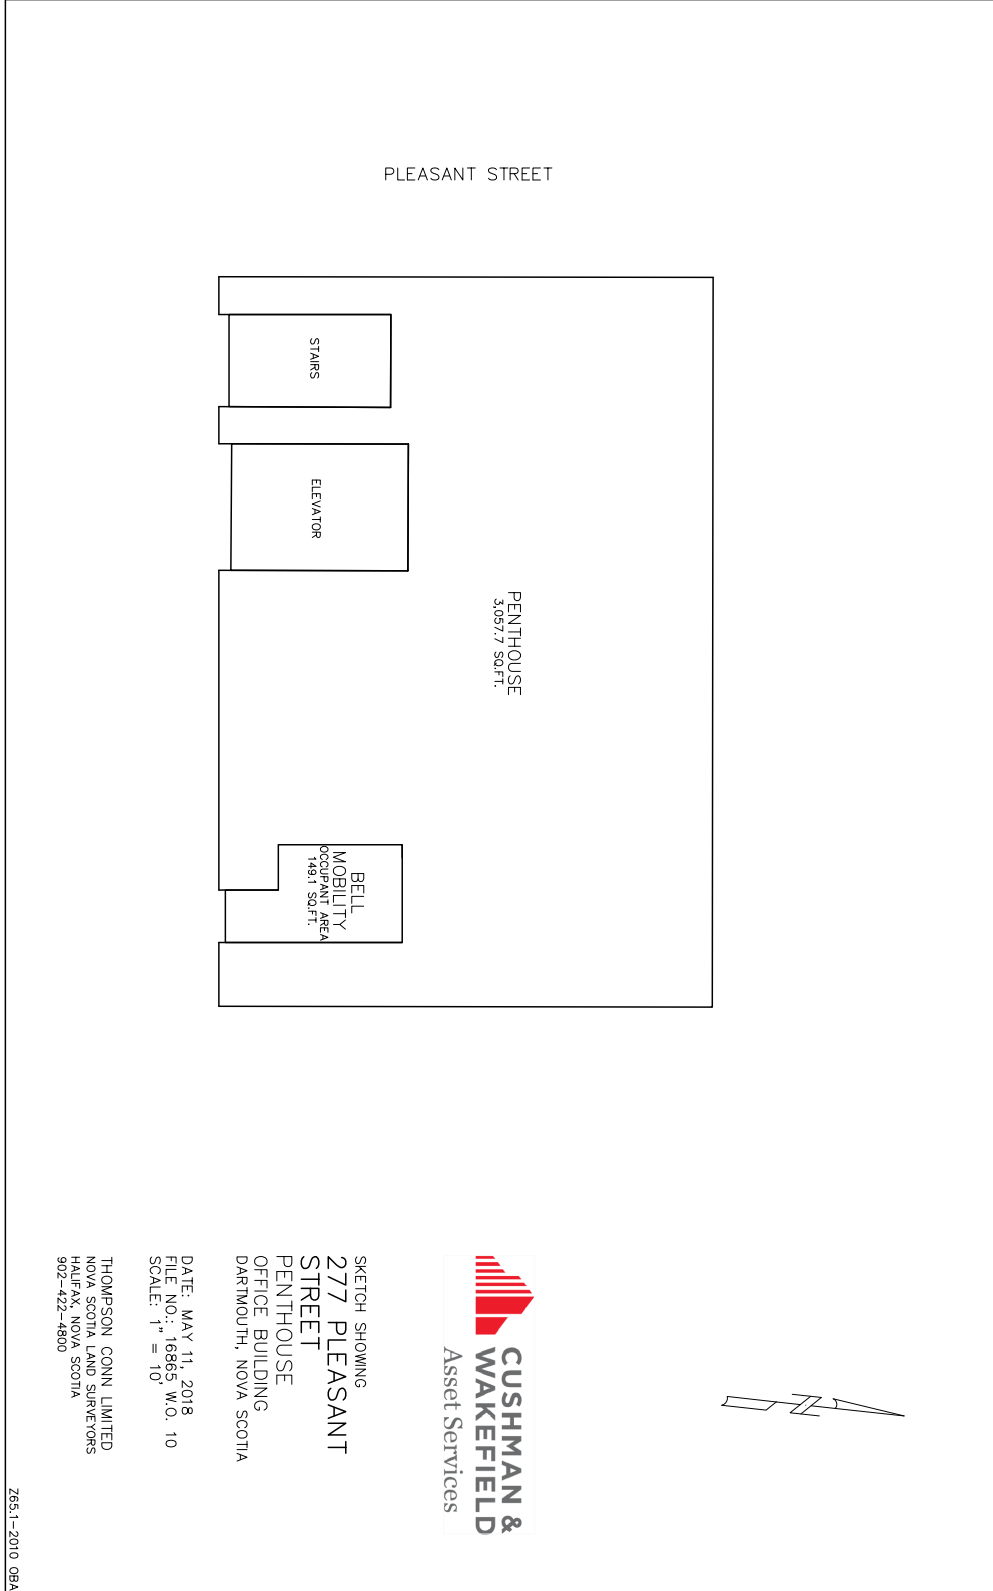 PLEASANT STREET
STAIRS
ELEVATOR
PENTHOUSE
3,057.7 SQ.FT.
BELL
MOBILITY
OCCUPANT AREA
149.1 SQ.FT.
CUSHMAN &
WAKEFIELD
Asset Services
SKETCH SHOWING
277 PLEASANT
STREET
PENTHOUSE
OFFICE BUILDING
DARTMOUTH, NOVA SCOTIA
DATE: MAY 11, 2018
FILE NO.: 16865 W.O. 10
SCALE: 1" = 10'
THOMPSON CONN LIMITED
NOVA SCOTIA LAND SURVEYORS
HALIFAX, NOVA SCOTIA
902-422-4800
Z65.1-2010 OBA